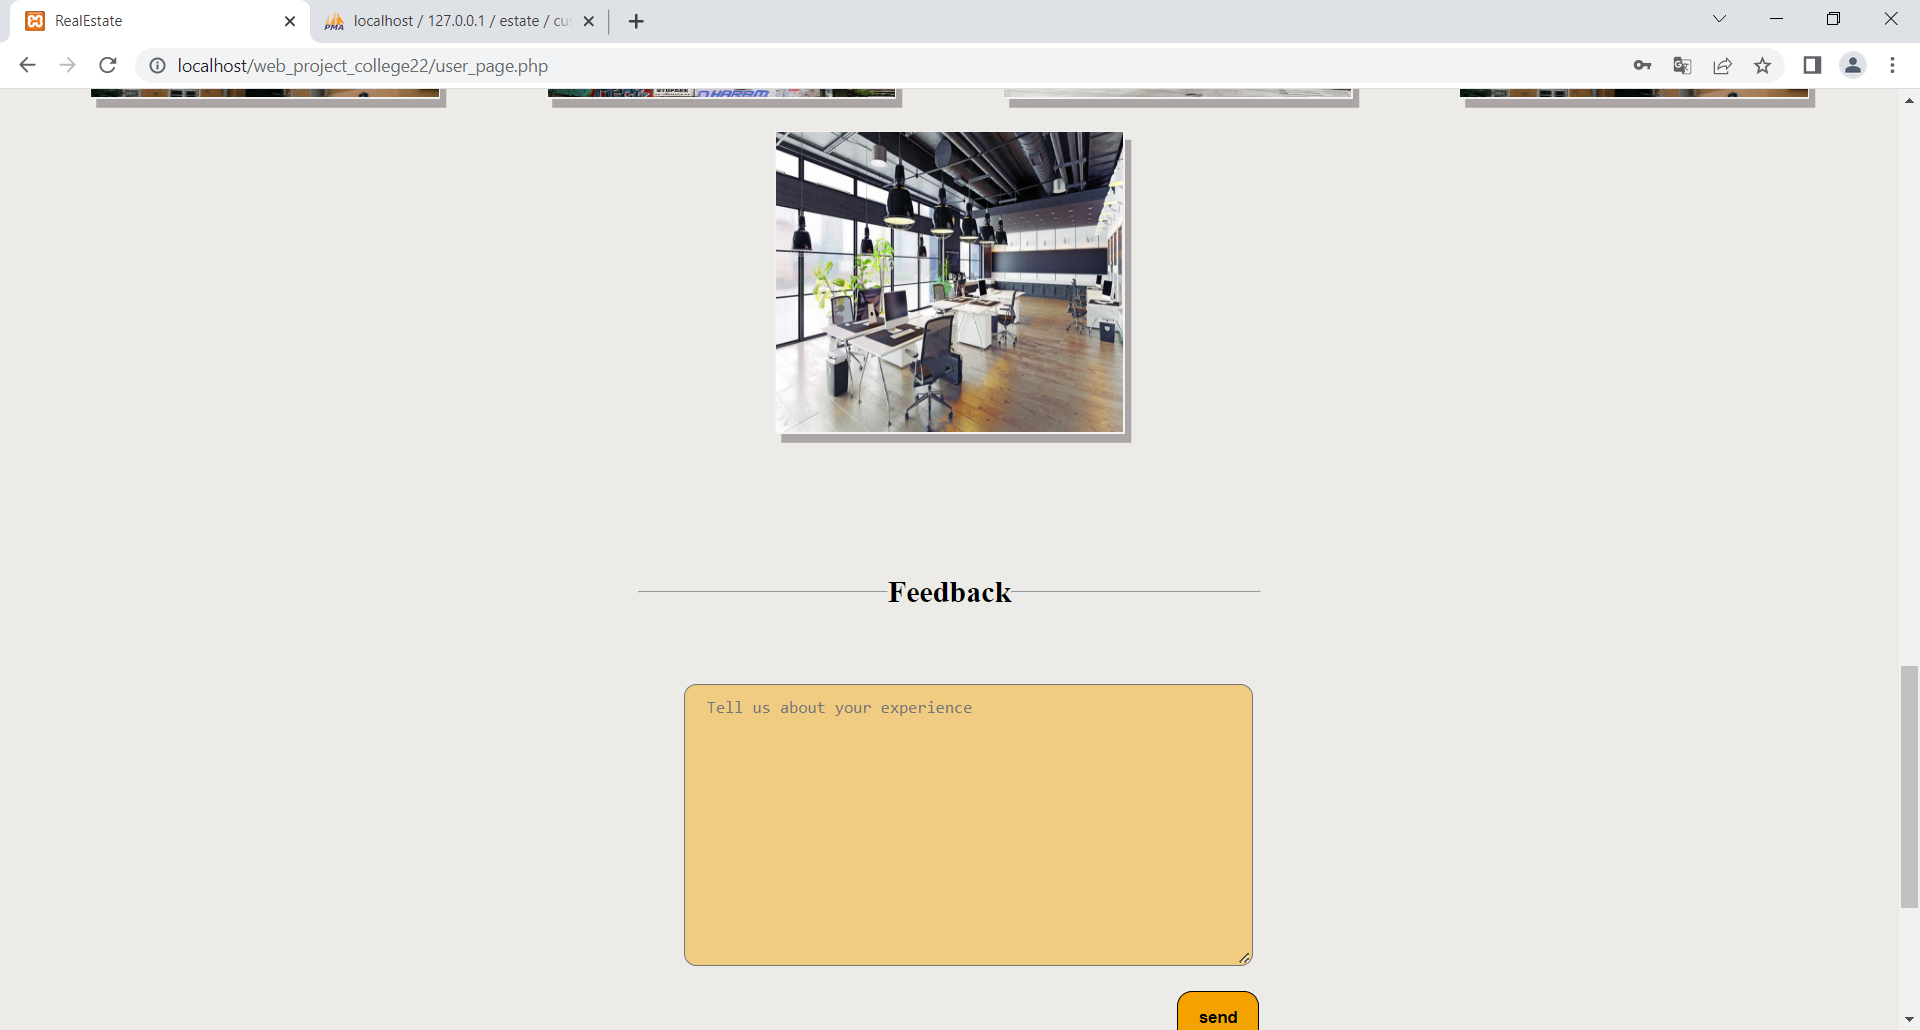 RealEstate
localhost / 127.0.0.1 / estate / cu
localhost/web_project_college22/user_page.php
Feedback
Tell us about your experience
send